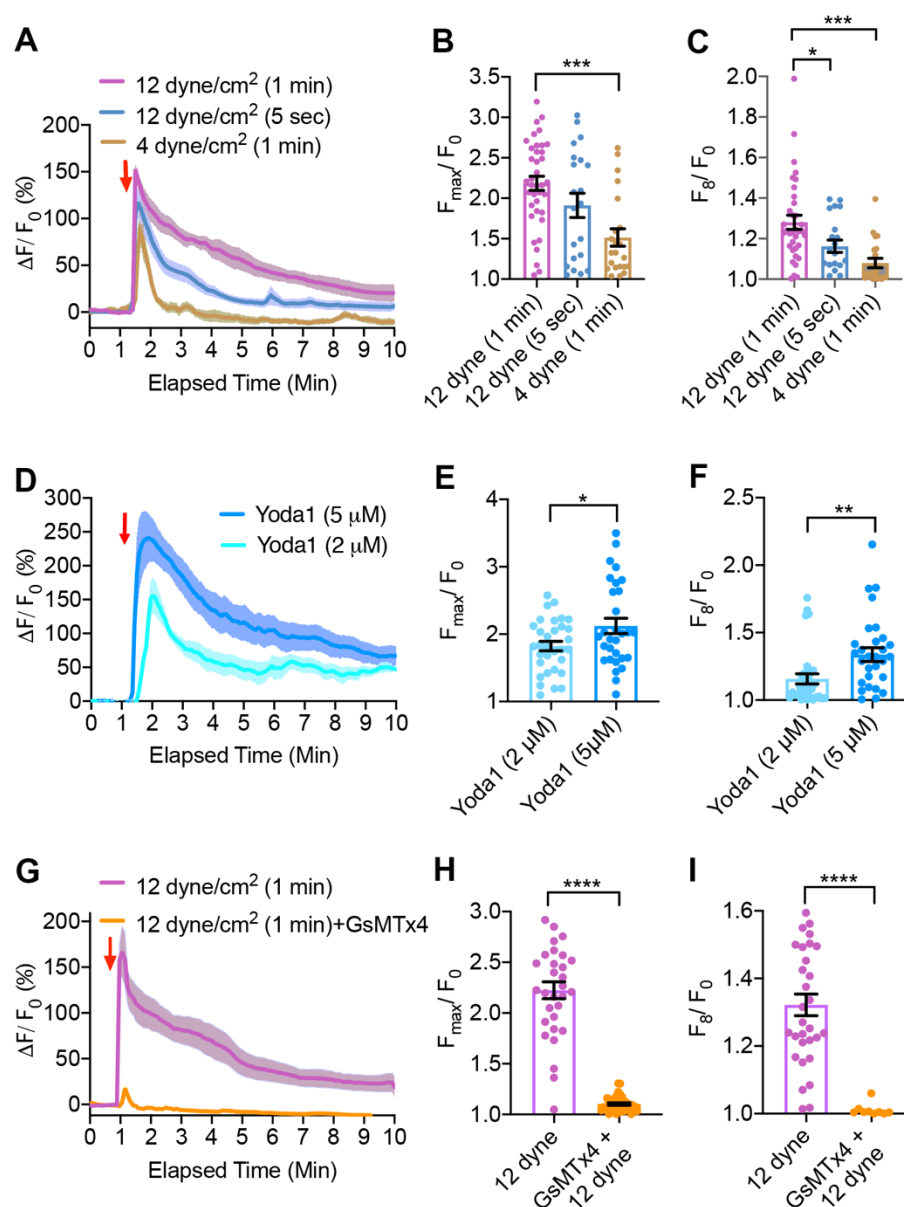 A
12 dyne/cm² (1 min)
12 dyne/cm² (5 sec)
4 dyne/cm² (1 min)
ΔF/ F₀ (%)
200
150
100
50
0
0 1 2 3 4 5 6 7 8 9 10
Elapsed Time (Min)
B
***
Fmax/ F₀
3.5
3.0
2.5
2.0
1.5
1.0
12 dyne (1 min)
12 dyne (5 sec)
4 dyne (1 min)
C
***
*
F₈/ F₀
2.0
1.8
1.6
1.4
1.2
1.0
12 dyne (1 min)
12 dyne (5 sec)
4 dyne (1 min)
D
Yoda1 (5 μM)
Yoda1 (2 μM)
ΔF/ F₀ (%)
300
250
200
150
100
50
0
0 1 2 3 4 5 6 7 8 9 10
Elapsed Time (Min)
E
*
Fmax/ F₀
4
3
2
1
Yoda1 (2 μM)
Yoda1 (5μM)
F
**
F₈/ F₀
2.5
2.0
1.5
1.0
Yoda1 (2 μM)
Yoda1 (5 μM)
G
12 dyne/cm² (1 min)
12 dyne/cm² (1 min)+GsMTx4
ΔF/ F₀ (%)
200
150
100
50
0
0 1 2 3 4 5 6 7 8 9 10
Elapsed Time (Min)
H
****
Fmax/ F₀
3.0
2.5
2.0
1.5
1.0
12 dyne
GsMTx4 +
12 dyne
I
****
F₈/ F₀
1.6
1.4
1.2
1.0
12 dyne
GsMTx4 +
12 dyne